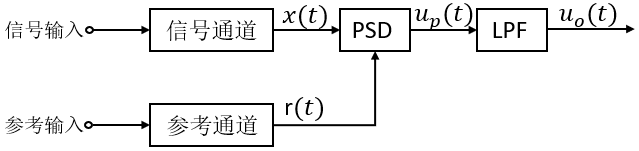 信号输入 信号通道 x(t) PSD u_p(t) LPF u_o(t)
参考输入 参考通道 r(t)